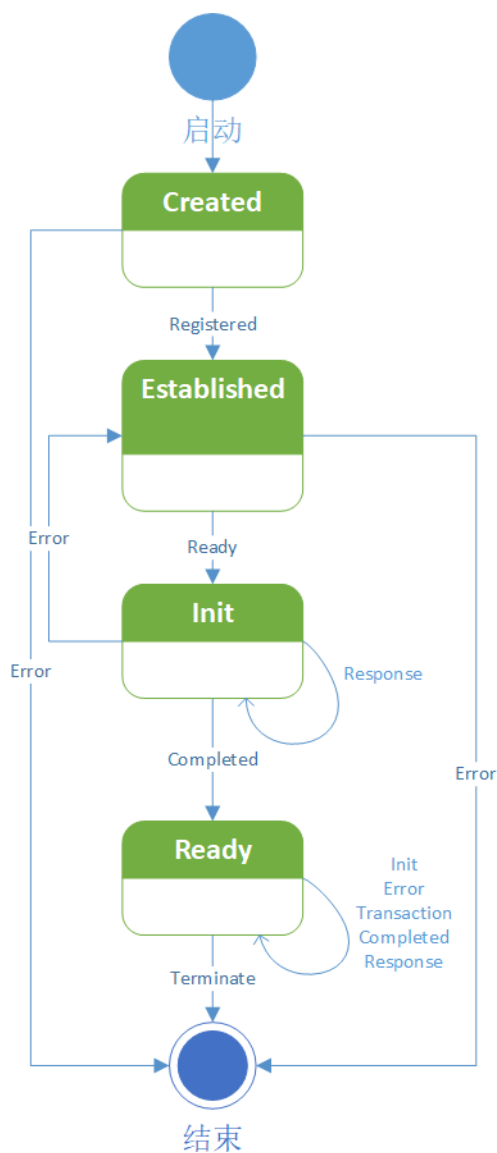 启动
Created
Registered
Established
Error
Ready
Init
Response
Error
Completed
Error
Ready
Init
Error
Transaction
Completed
Response
Terminate
结束